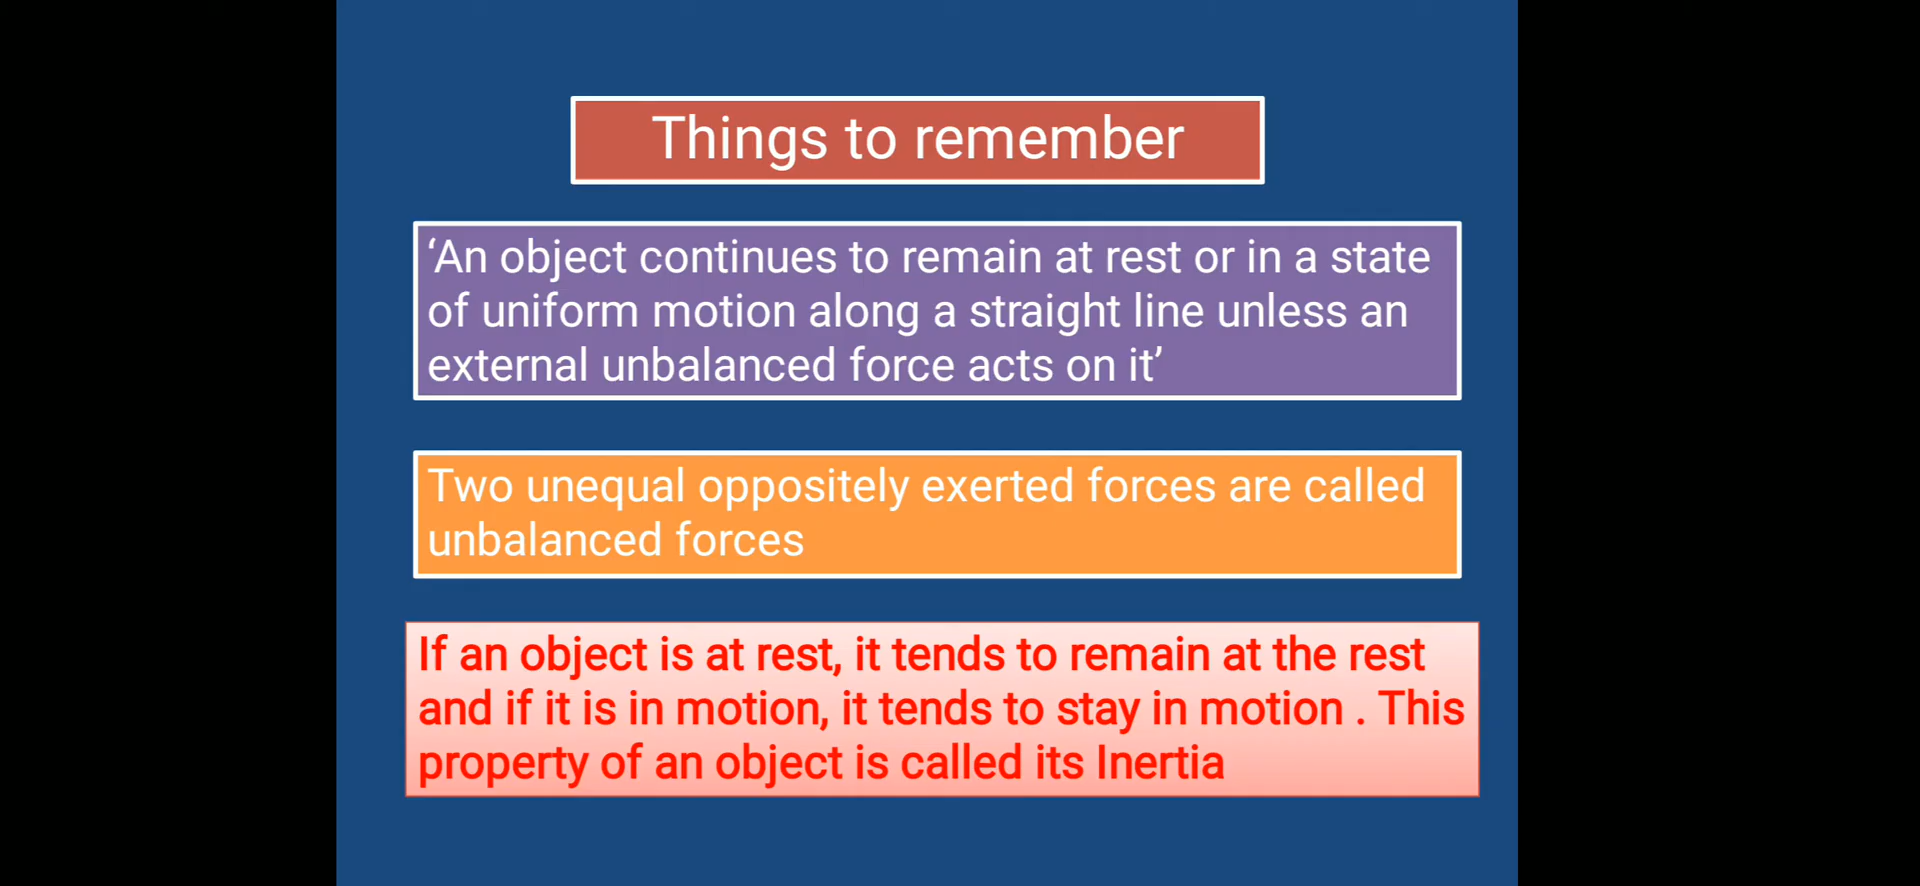 Things to remember
‘An object continues to remain at rest or in a state
of uniform motion along a straight line unless an
external unbalanced force acts on it’
Two unequal oppositely exerted forces are called
unbalanced forces
If an object is at rest, it tends to remain at the rest
and if it is in motion, it tends to stay in motion . This
property of an object is called its Inertia